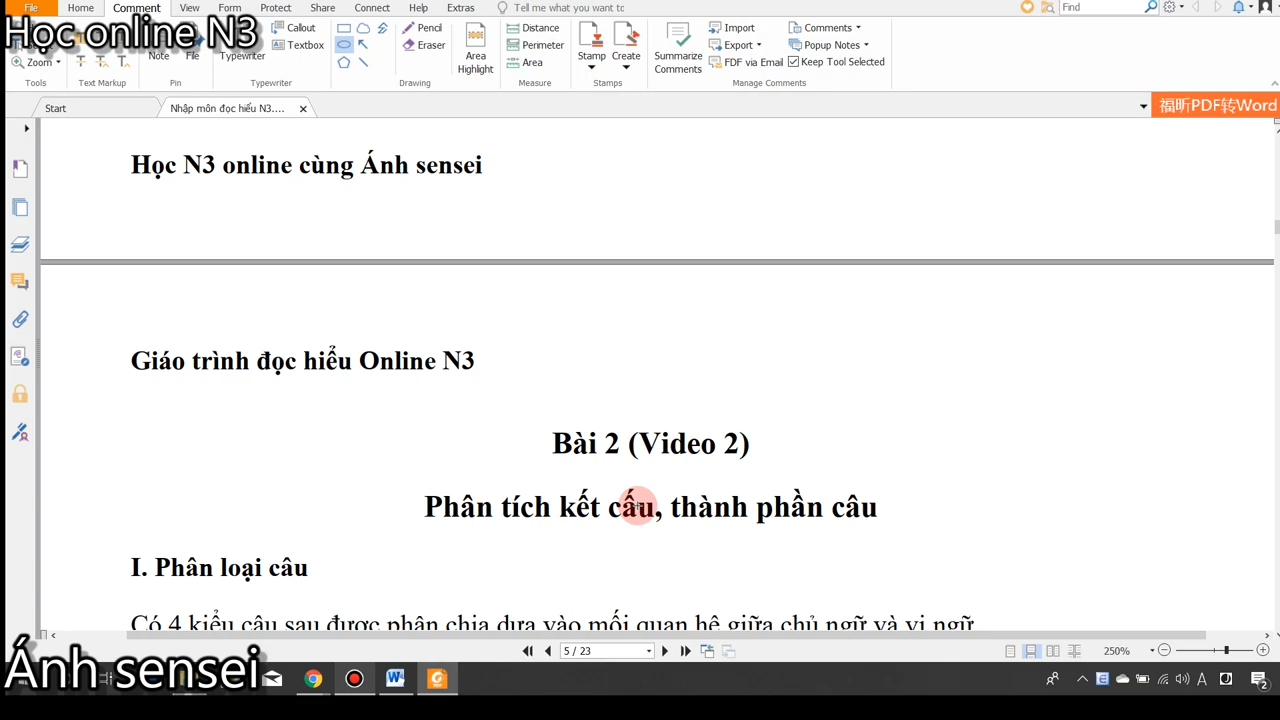 File Home Comment View Form Protect Share Connect Help Extras Tell me what you want to Find
Học online N3
Zoom
Note
File
Typewriter
Callout
Textbox
Pencil
Eraser
Area Highlight
Distance
Perimeter
Area
Stamp
Create
Summarize Comments
Import
Export
FDF via Email
Comments
Popup Notes
Keep Tool Selected
Tools Text Markup Pin Typewriter Drawing Measure Stamps Manage Comments
Start Nhập môn đọc hiểu N3.... 福昕PDF转Word
Học N3 online cùng Ánh sensei
Giáo trình đọc hiểu Online N3
Bài 2 (Video 2)
Phân tích kết cấu, thành phần câu
I. Phân loại câu
Có 4 kiểu câu sau được phân chia dựa vào mối quan hệ giữa chủ ngữ và vị ngữ
5 / 23 250%
Ánh sensei